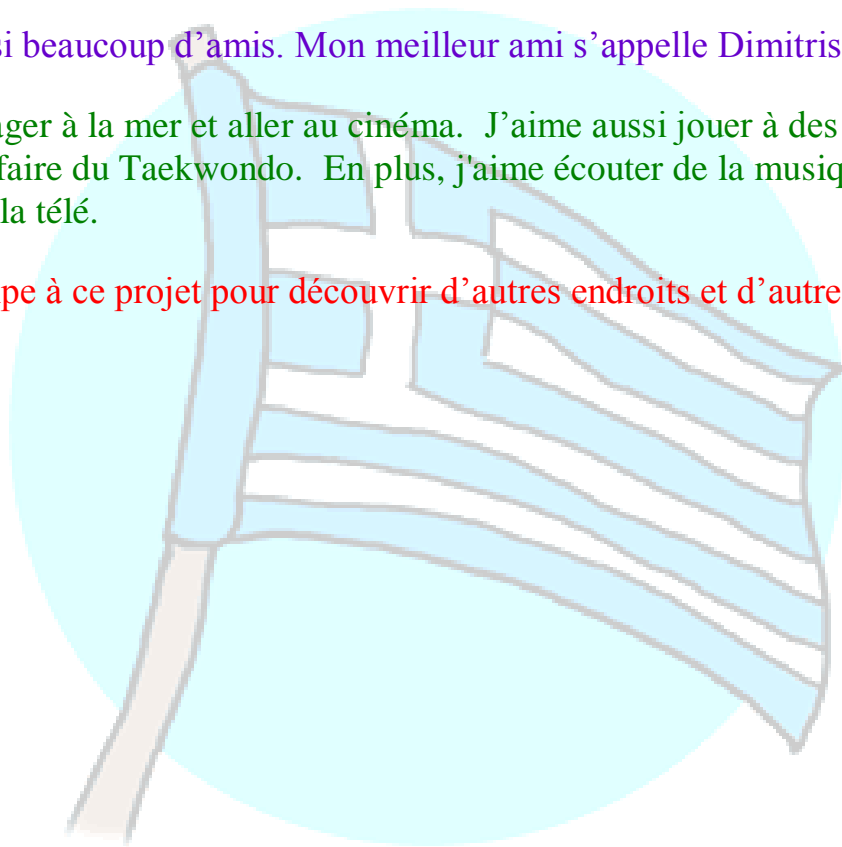 si beaucoup d’amis. Mon meilleur ami s’appelle Dimitris
ager à la mer et aller au cinéma.  J’aime aussi jouer à des
faire du Taekwondo.  En plus, j'aime écouter de la musiq
la télé.
ipe à ce projet pour découvrir d’autres endroits et d’autre